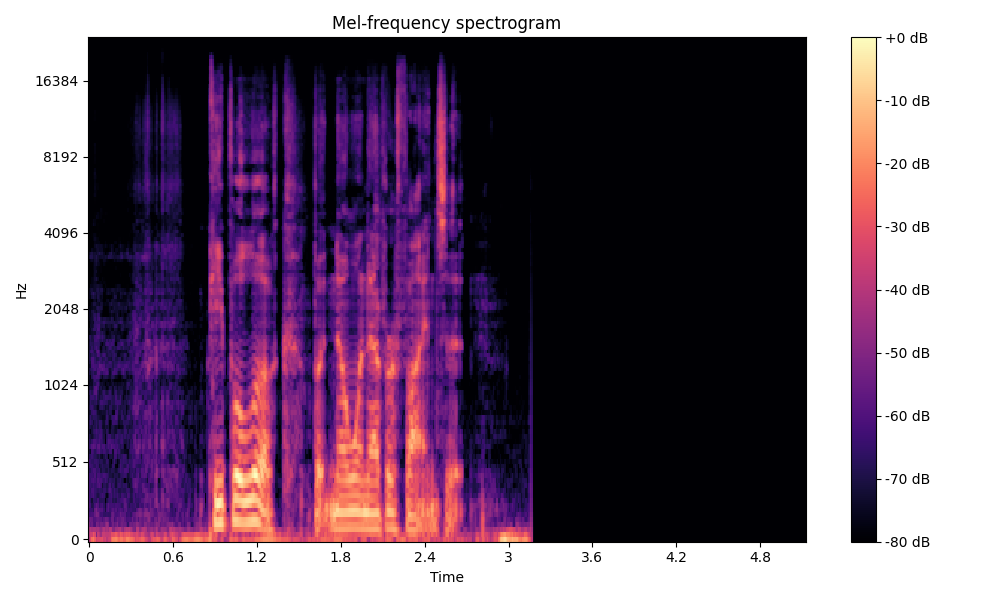 Mel-frequency spectrogram
+0 dB
16384
-10 dB
8192
-20 dB
4096
-30 dB
Hz
2048
-40 dB
1024
-50 dB
512
-60 dB
-70 dB
0
-80 dB
0 0.6 1.2 1.8 2.4 3 3.6 4.2 4.8
Time